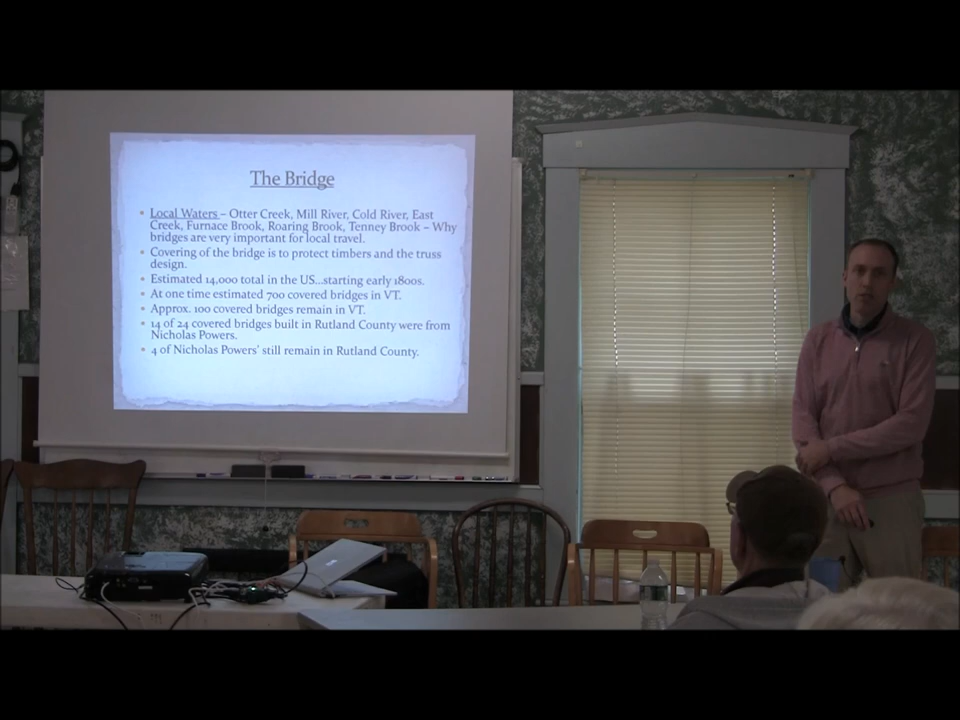 The Bridge
• Local Waters – Otter Creek, Mill River, Cold River, East
Creek, Furnace Brook, Roaring Brook, Tenney Brook – Why
bridges are very important for local travel.
• Covering of the bridge is to protect timbers and the truss
design.
• Estimated 14,000 total in the US...starting early 1800s.
• At one time estimated 700 covered bridges in VT.
• Approx. 100 covered bridges remain in VT.
• 14 of 24 covered bridges built in Rutland County were from
Nicholas Powers.
• 4 of Nicholas Powers' still remain in Rutland County.